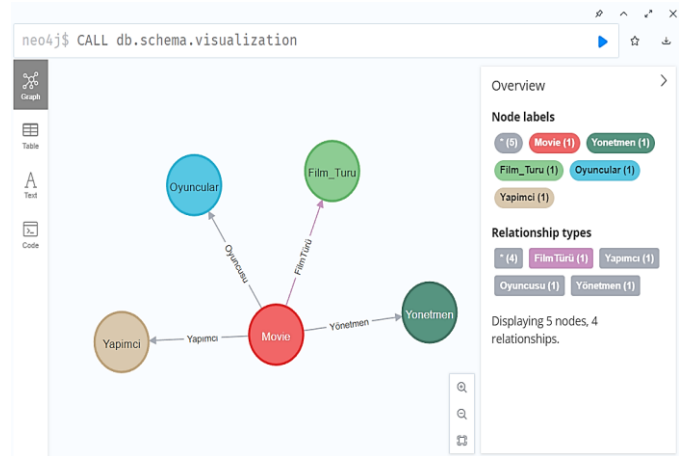 neo4j$ CALL db.schema.visualization
Graph
Table
Text
Code
Oyuncular
Film_Turu
Oyuncusu
FilmTürü
Yapimci
Yapımcı
Movie
Yönetmen
Yonetmen
Overview
Node labels
* (5) Movie (1) Yonetmen (1)
Film_Turu (1) Oyuncular (1)
Yapimci (1)
Relationship types
* (4) FilmTürü (1) Yapımcı (1)
Oyuncusu (1) Yönetmen (1)
Displaying 5 nodes, 4
relationships.